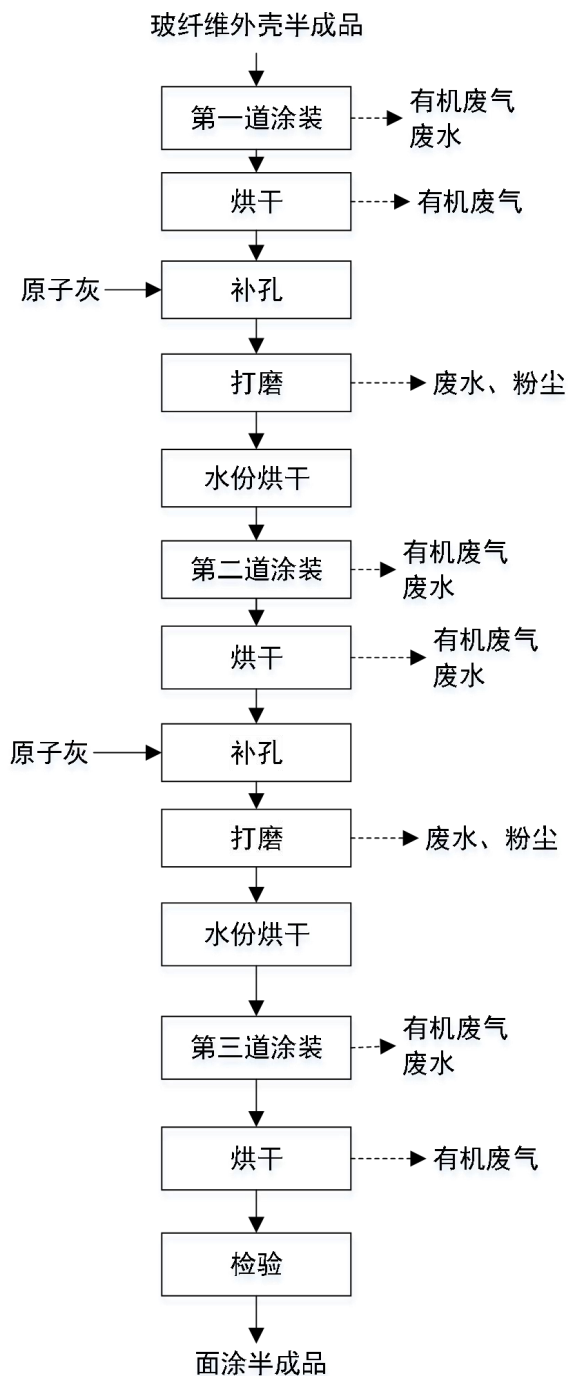 玻纤维外壳半成品
第一道涂装
有机废气
废水
烘干
有机废气
原子灰
补孔
打磨
废水、粉尘
水份烘干
第二道涂装
有机废气
废水
烘干
有机废气
废水
原子灰
补孔
打磨
废水、粉尘
水份烘干
第三道涂装
有机废气
废水
烘干
有机废气
检验
面涂半成品